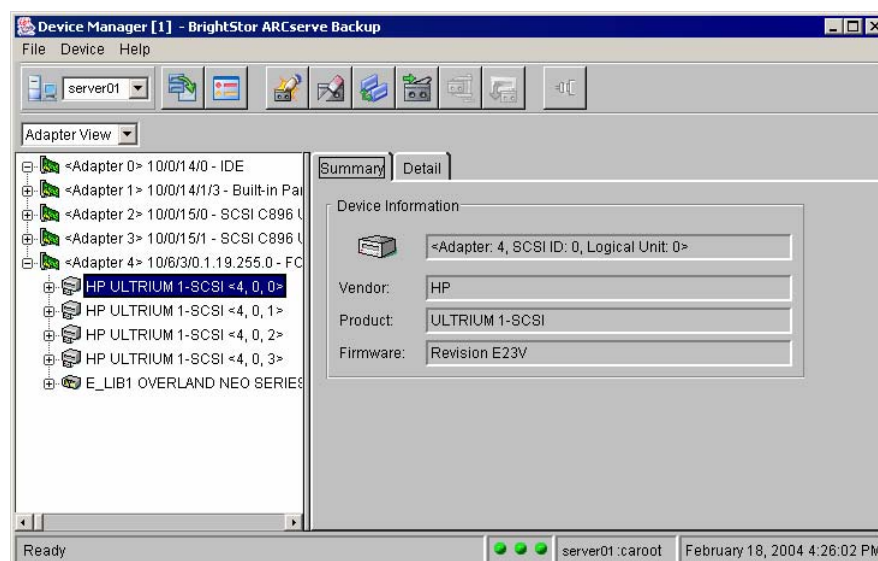 Device Manager [1] - BrightStor ARCserve Backup
File Device Help
server01
Adapter View
<Adapter 0> 10/0/14/0 - IDE
<Adapter 1> 10/0/14/1/3 - Built-in Par
<Adapter 2> 10/0/15/0 - SCSI C896 U
<Adapter 3> 10/0/15/1 - SCSI C896 U
<Adapter 4> 10/6/3/0.1.19.255.0 - FC
HP ULTRIUM 1-SCSI <4, 0, 0>
HP ULTRIUM 1-SCSI <4, 0, 1>
HP ULTRIUM 1-SCSI <4, 0, 2>
HP ULTRIUM 1-SCSI <4, 0, 3>
E_LIB1 OVERLAND NEO SERIES
Summary Detail
Device Information
<Adapter: 4, SCSI ID: 0, Logical Unit: 0>
Vendor: HP
Product: ULTRIUM 1-SCSI
Firmware: Revision E23V
Ready
server01 :caroot
February 18, 2004 4:26:02 PM